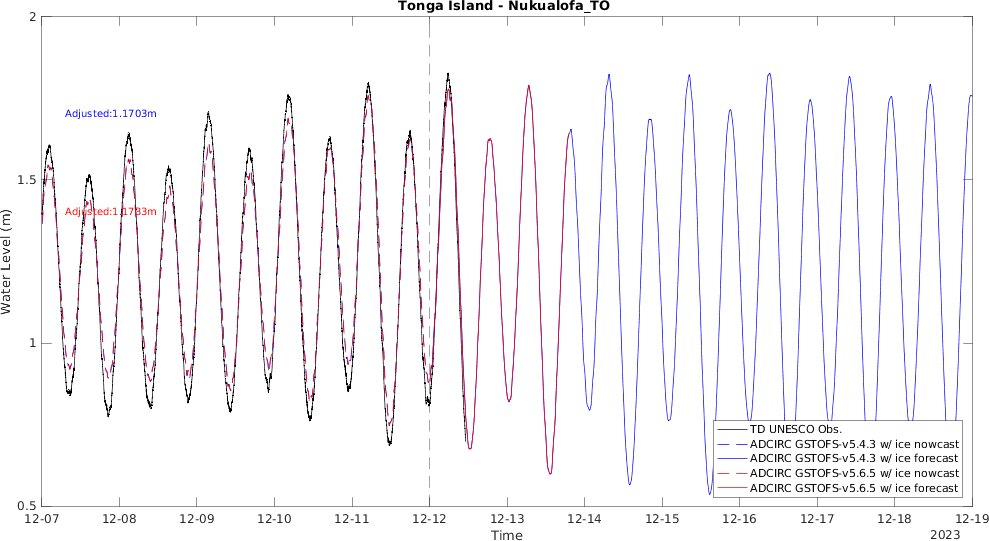 Tonga Island - Nukualofa_TO
2
Adjusted:1.1703m
1.5
Adjusted:1.1733m
Water Level (m)
1
TD UNESCO Obs.
ADCIRC GSTOFS-v5.4.3 w/ ice nowcast
ADCIRC GSTOFS-v5.4.3 w/ ice forecast
ADCIRC GSTOFS-v5.6.5 w/ ice nowcast
ADCIRC GSTOFS-v5.6.5 w/ ice forecast
0.5
12-07 12-08 12-09 12-10 12-11 12-12 12-13 12-14 12-15 12-16 12-17 12-18 12-19
Time
2023